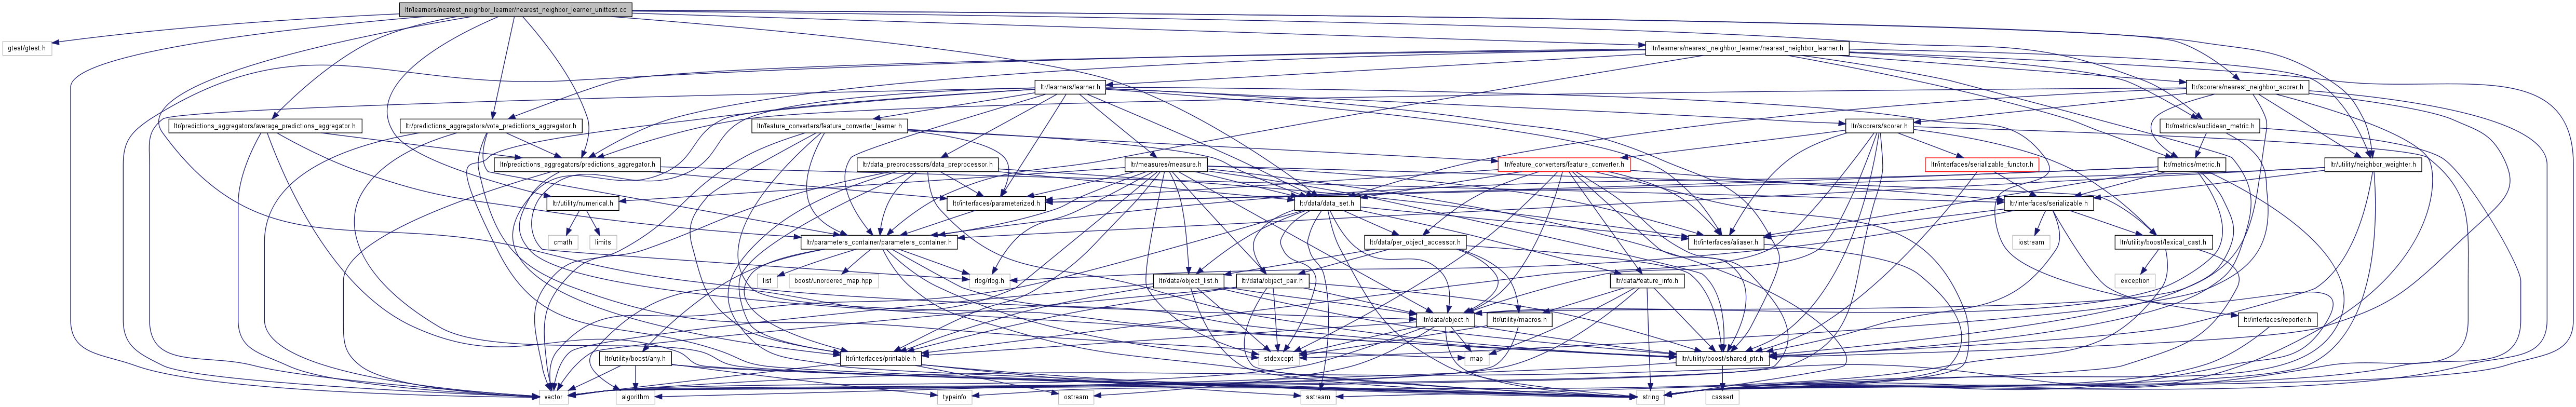 ltr/learners/nearest_neighbor_learner/nearest_neighbor_learner_unittest.cc
gtest/gtest.h
ltr/learners/nearest_neighbor_learner/nearest_neighbor_learner.h
ltr/learners/learner.h
ltr/scorers/nearest_neighbor_scorer.h
ltr/predictions_aggregators/average_predictions_aggregator.h
ltr/predictions_aggregators/vote_predictions_aggregator.h
ltr/feature_converters/feature_converter_learner.h
ltr/scorers/scorer.h
ltr/metrics/euclidean_metric.h
ltr/predictions_aggregators/predictions_aggregator.h
ltr/data_preprocessors/data_preprocessor.h
ltr/measures/measure.h
ltr/feature_converters/feature_converter.h
ltr/interfaces/serializable_functor.h
ltr/metrics/metric.h
ltr/utility/neighbor_weighter.h
ltr/utility/numerical.h
ltr/interfaces/parameterized.h
ltr/data/data_set.h
ltr/interfaces/serializable.h
cmath
limits
ltr/parameters_container/parameters_container.h
ltr/data/per_object_accessor.h
ltr/interfaces/aliaser.h
iostream
ltr/utility/boost/lexical_cast.h
list
boost/unordered_map.hpp
rlog/rlog.h
ltr/data/object_list.h
ltr/data/object_pair.h
ltr/data/feature_info.h
exception
ltr/data/object.h
ltr/utility/macros.h
ltr/interfaces/reporter.h
ltr/utility/boost/any.h
ltr/interfaces/printable.h
stdexcept
map
ltr/utility/boost/shared_ptr.h
vector
algorithm
typeinfo
ostream
sstream
string
cassert